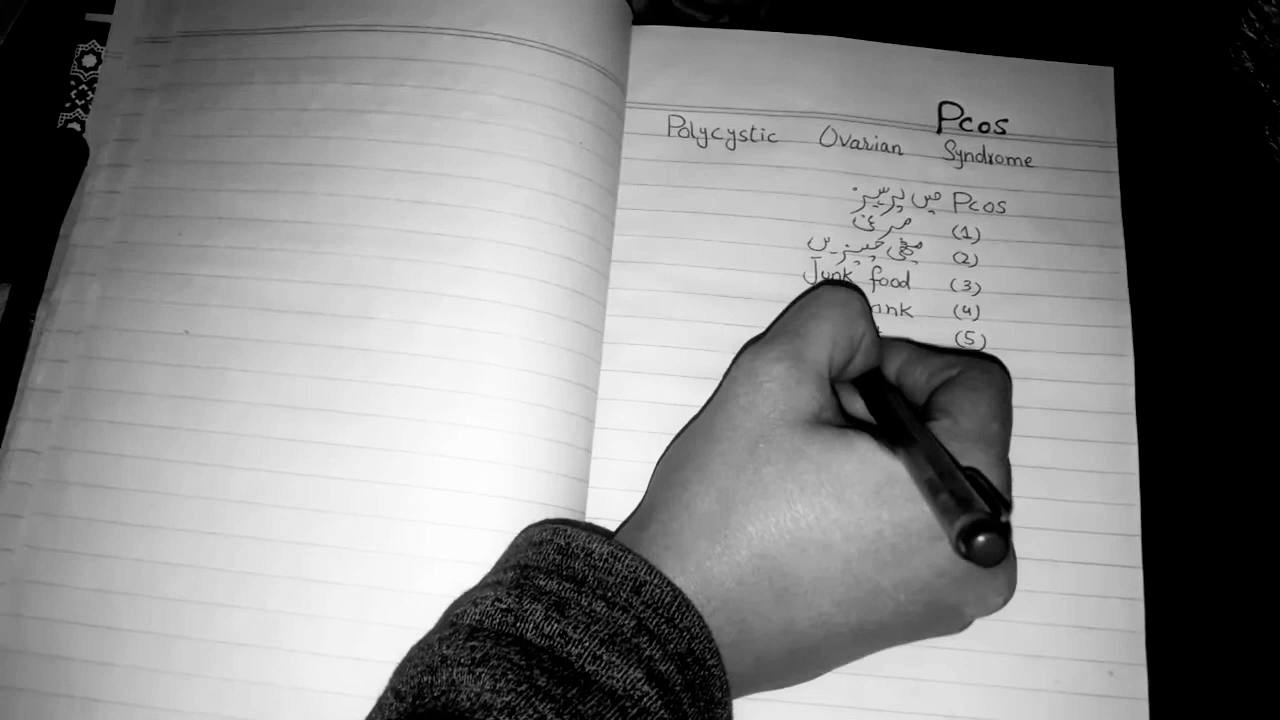 Pcos
Polycystic Ovarian Syndrome
Pcos میں پرہیز
(1) مرغی
(2) میٹھی چیزیں
(3) Junk food
(4)
(5)